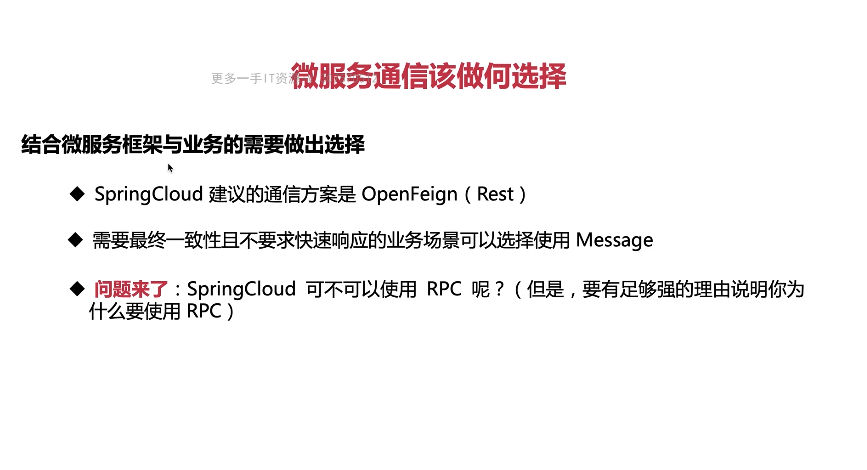 微服务通信该做何选择
更多一手IT资源
结合微服务框架与业务的需要做出选择
◆ SpringCloud 建议的通信方案是 OpenFeign（Rest）
◆ 需要最终一致性且不要求快速响应的业务场景可以选择使用 Message
◆ 问题来了：SpringCloud 可不可以使用 RPC 呢？（但是，要有足够强的理由说明你为
什么要使用 RPC）